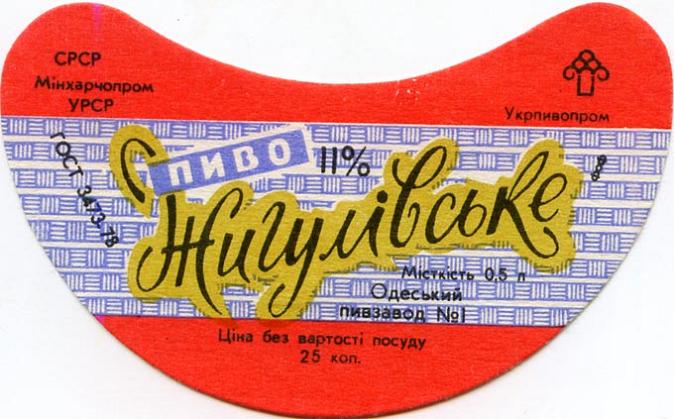 СРСР
Мінхарчопром
УРСР
Укрпивопром
ГОСТ 3473-78
ПИВО
11%
Жигулівське
Місткість 0,5 л
Одеський
пивзавод №1
Ціна без вартості посуду
25 коп.